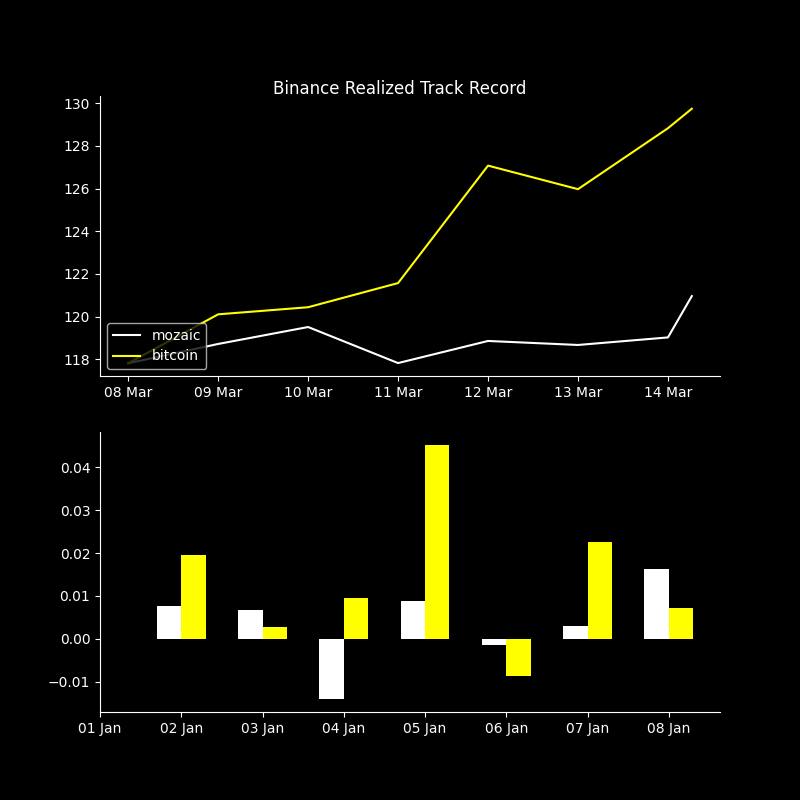 Binance Realized Track Record
130
128
126
124
122
120
118
mozaic
bitcoin
08 Mar 09 Mar 10 Mar 11 Mar 12 Mar 13 Mar 14 Mar
0.04
0.03
0.02
0.01
0.00
−0.01
01 Jan 02 Jan 03 Jan 04 Jan 05 Jan 06 Jan 07 Jan 08 Jan